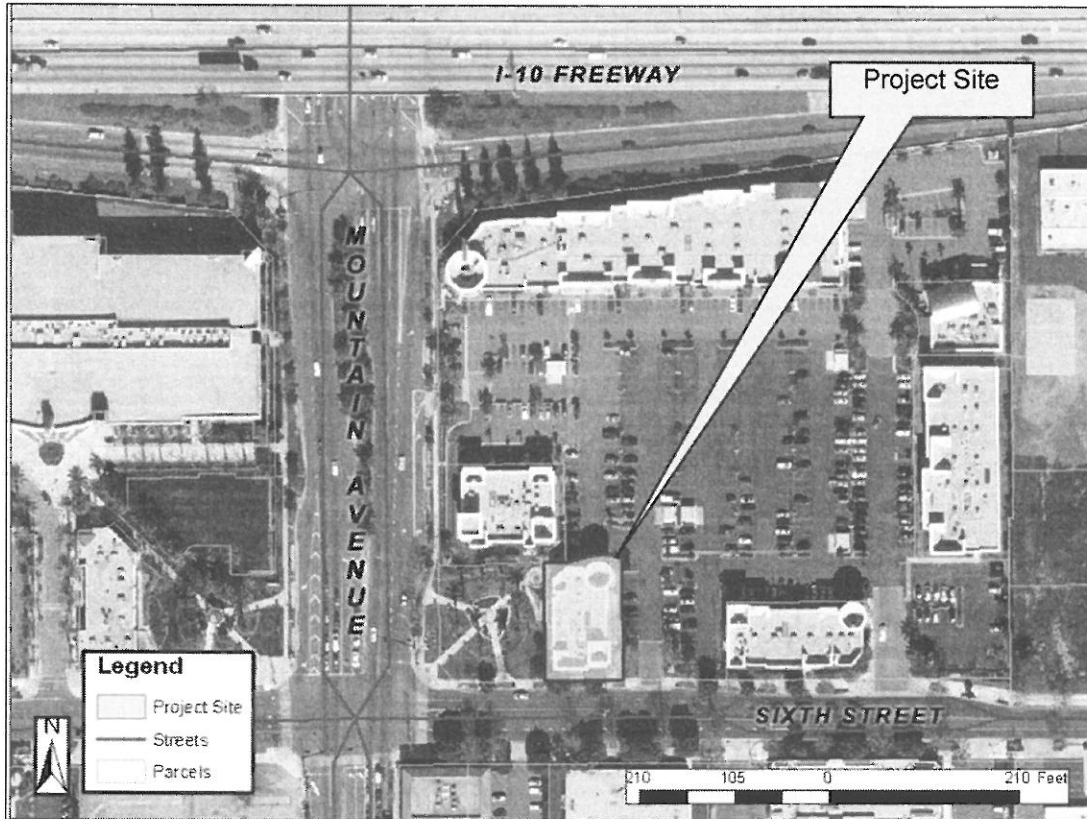 I-10 FREEWAY
Project Site
MOUNTAIN AVENUE
Legend
Project Site
Streets
Parcels
N
SIXTH STREET
210 105 0 210 Feet